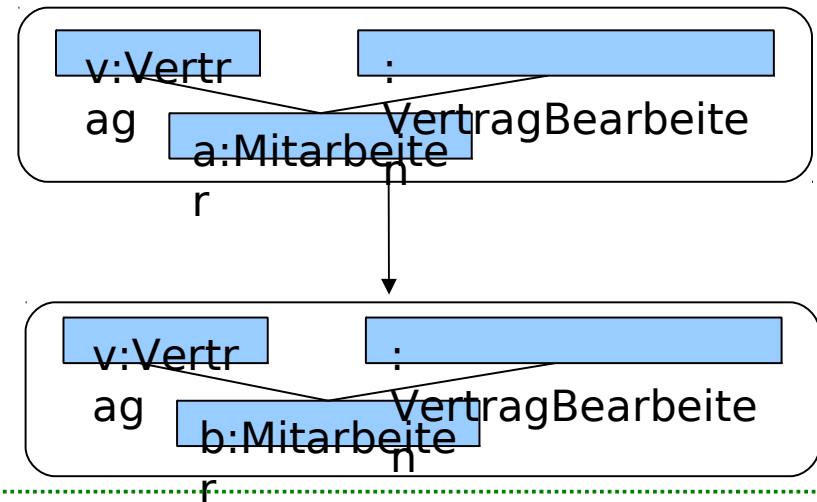 v:Vertr
ag
:
VertragBearbeite
n
a:Mitarbeite
r
v:Vertr
ag
:
VertragBearbeite
n
b:Mitarbeite
r